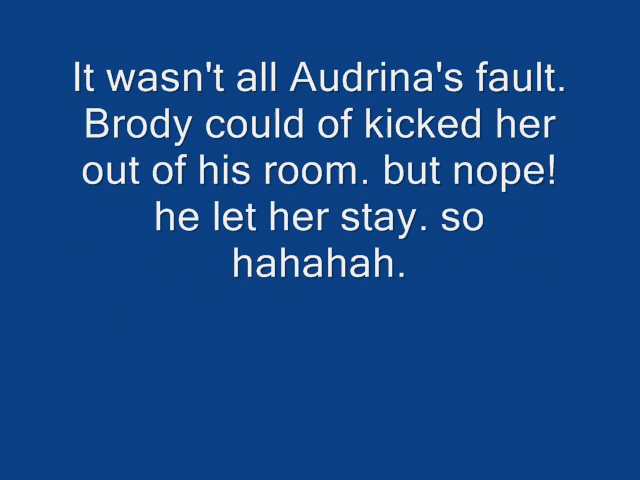 It wasn't all Audrina's fault.
Brody could of kicked her
out of his room. but nope!
he let her stay. so
hahahah.